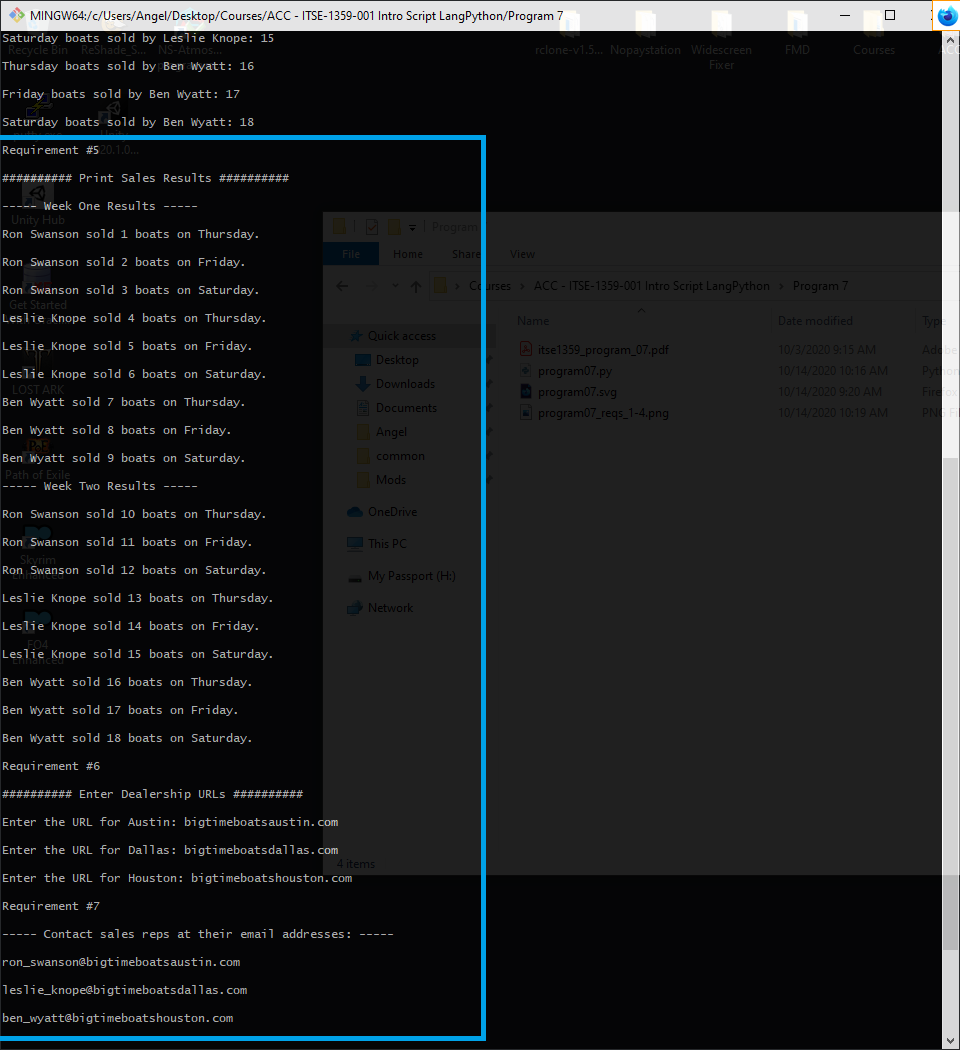 MINGW64:/c/Users/Angel/Desktop/Courses/ACC - ITSE-1359-001 Intro Script LangPython/Program 7
Saturday boats sold by Leslie Knope: 15
Thursday boats sold by Ben Wyatt: 16
Friday boats sold by Ben Wyatt: 17
Saturday boats sold by Ben Wyatt: 18
Requirement #5
########## Print Sales Results ##########
----- Week One Results -----
Ron Swanson sold 1 boats on Thursday.
Ron Swanson sold 2 boats on Friday.
Ron Swanson sold 3 boats on Saturday.
Leslie Knope sold 4 boats on Thursday.
Leslie Knope sold 5 boats on Friday.
Leslie Knope sold 6 boats on Saturday.
Ben Wyatt sold 7 boats on Thursday.
Ben Wyatt sold 8 boats on Friday.
Ben Wyatt sold 9 boats on Saturday.
----- Week Two Results -----
Ron Swanson sold 10 boats on Thursday.
Ron Swanson sold 11 boats on Friday.
Ron Swanson sold 12 boats on Saturday.
Leslie Knope sold 13 boats on Thursday.
Leslie Knope sold 14 boats on Friday.
Leslie Knope sold 15 boats on Saturday.
Ben Wyatt sold 16 boats on Thursday.
Ben Wyatt sold 17 boats on Friday.
Ben Wyatt sold 18 boats on Saturday.
Requirement #6
########## Enter Dealership URLs ##########
Enter the URL for Austin: bigtimeboatsaustin.com
Enter the URL for Dallas: bigtimeboatsdallas.com
Enter the URL for Houston: bigtimeboatshouston.com
Requirement #7
----- Contact sales reps at their email addresses: -----
ron_swanson@bigtimeboatsaustin.com
leslie_knope@bigtimeboatsdallas.com
ben_wyatt@bigtimeboatshouston.com
Recycle Bin ReShade_S... NS-Atmos...
rclone-v1.5... Nopaystation Widescreen Fixer FMD Courses
Unity
Unity Hub
Get Started
LOST ARK
Path of Exile
Skyrim
Enhanced
FO4
Enhanced
Program
File Home Share View
Courses › ACC - ITSE-1359-001 Intro Script LangPython › Program 7
Name Date modified Type
itse1359_program_07.pdf 10/3/2020 9:15 AM Adobe
program07.py 10/14/2020 10:16 AM Python
program07.svg 10/14/2020 9:20 AM Firefox
program07_reqs_1-4.png 10/14/2020 10:19 AM PNG Fi
Quick access
Desktop
Downloads
Documents
Angel
common
Mods
OneDrive
This PC
My Passport (H:)
Network
4 items